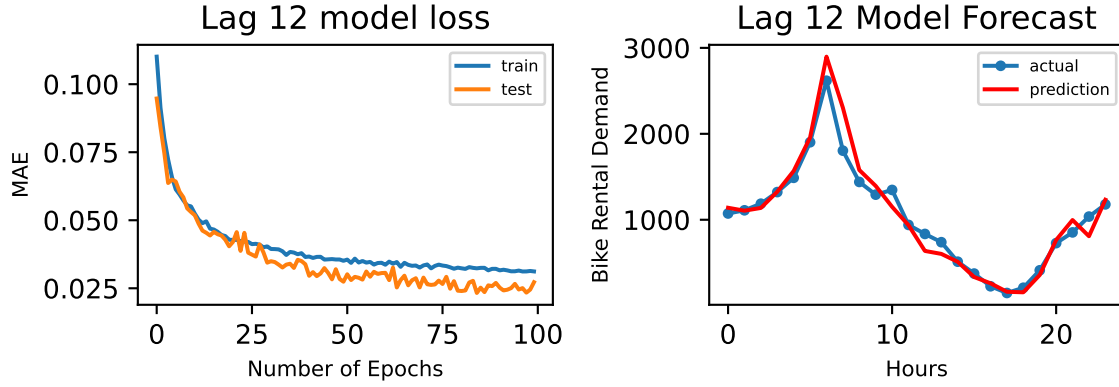 Lag 12 model loss
MAE
0.100
0.075
0.050
0.025
train
test
0
25
50
75
100
Number of Epochs
Lag 12 Model Forecast
Bike Rental Demand
3000
2000
1000
actual
prediction
0
10
20
Hours